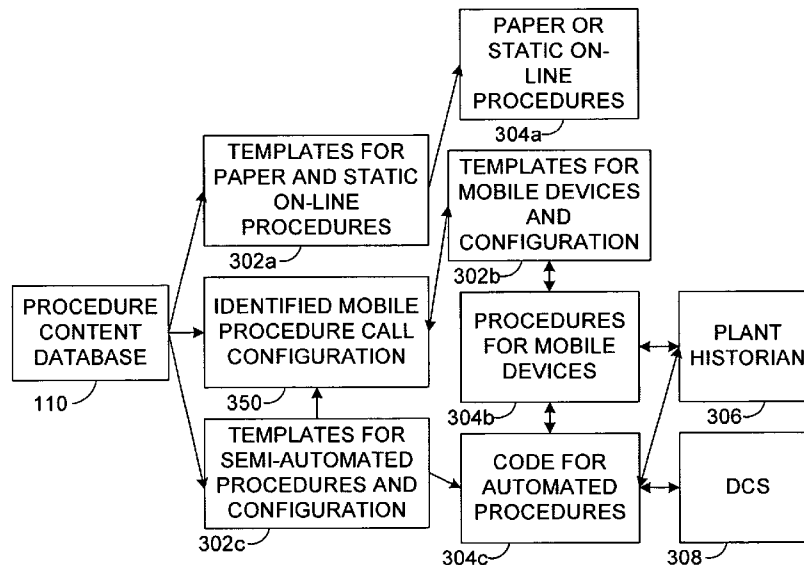 PAPER OR
STATIC ON-
LINE
PROCEDURES
304a
TEMPLATES FOR
PAPER AND STATIC
ON-LINE
PROCEDURES
302a
TEMPLATES FOR
MOBILE DEVICES
AND
CONFIGURATION
302b
PROCEDURE
CONTENT
DATABASE
110
IDENTIFIED MOBILE
PROCEDURE CALL
CONFIGURATION
350
PROCEDURES
FOR MOBILE
DEVICES
304b
PLANT
HISTORIAN
306
TEMPLATES FOR
SEMI-AUTOMATED
PROCEDURES AND
CONFIGURATION
302c
CODE FOR
AUTOMATED
PROCEDURES
304c
DCS
308